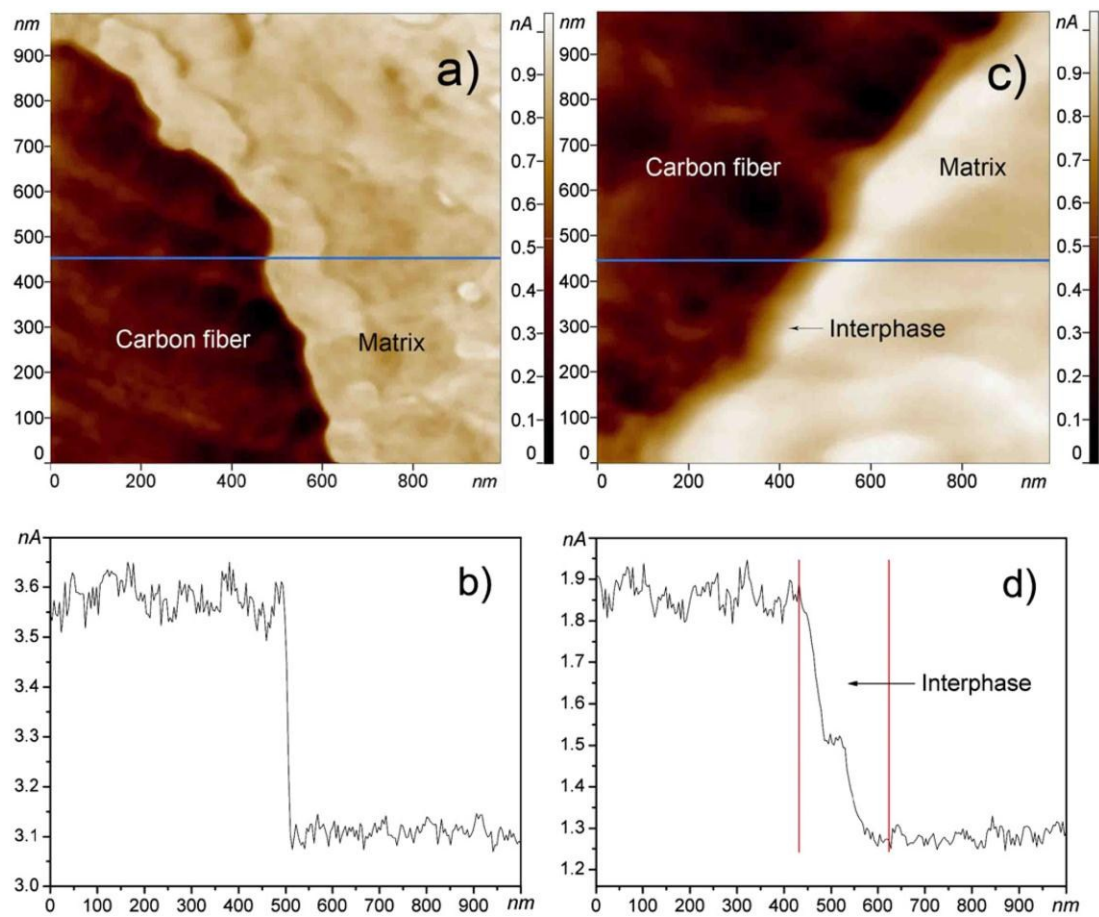 nm
900
800
700
600
500
400
300
200
100
0
0 200 400 600 nm
a)
Carbon fiber
Matrix
nA
0.9
0.8
0.7
0.6
0.5
0.4
0.3
0.2
0.1
0
nm
900
800
700
600
500
400
300
200
100
0
0 200 400 600 800 nm
c)
Carbon fiber
Matrix
Interphase
nA
0.9
0.8
0.7
0.6
0.5
0.4
0.3
0.2
0.1
0
nA
3.6
3.5
3.4
3.3
3.2
3.1
3.0
0 100 200 300 400 500 600 700 800 900 nm
b)
nA
1.9
1.8
1.7
1.6
1.5
1.4
1.3
1.2
0 100 200 300 400 500 600 700 800 900 nm
d)
Interphase